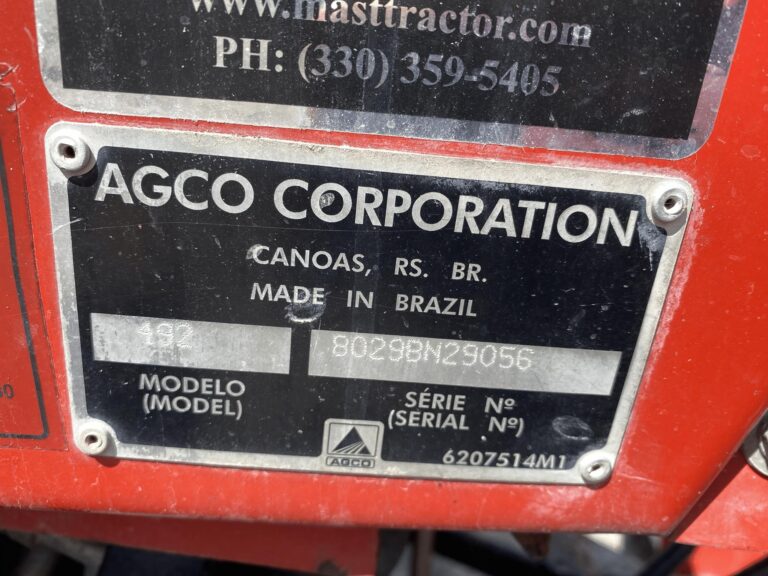 www.masttractor.com
PH: (330) 359-5405
AGCO CORPORATION
CANOAS, RS. BR.
MADE IN BRAZIL
492
8029BN29056
MODELO
(MODEL)
SÉRIE Nº
(SERIAL Nº)
AGCO
6207514M1